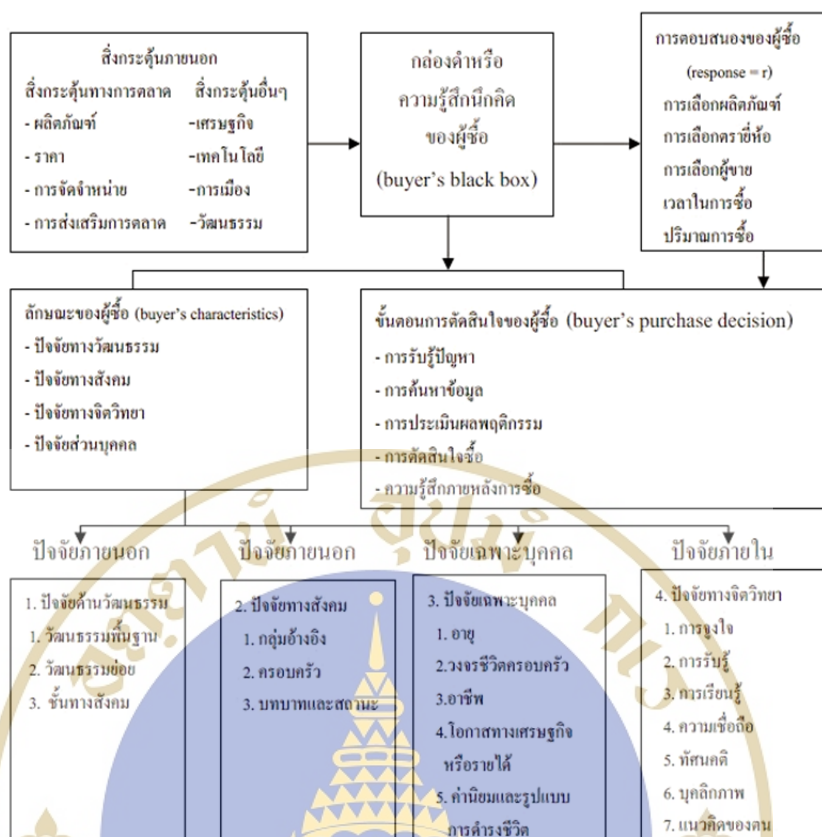 สิ่งกระตุ้นภายนอก
สิ่งกระตุ้นทางการตลาด สิ่งกระตุ้นอื่นๆ
- ผลิตภัณฑ์ -เศรษฐกิจ
- ราคา -เทคโนโลยี
- การจัดจำหน่าย -การเมือง
- การส่งเสริมการตลาด -วัฒนธรรม
กล่องดำหรือ
ความรู้สึกนึกคิด
ของผู้ซื้อ
(buyer's black box)
การตอบสนองของผู้ซื้อ
(response = r)
การเลือกผลิตภัณฑ์
การเลือกตรายี่ห้อ
การเลือกผู้ขาย
เวลาในการซื้อ
ปริมาณการซื้อ
ลักษณะของผู้ซื้อ (buyer's characteristics)
- ปัจจัยทางวัฒนธรรม
- ปัจจัยทางสังคม
- ปัจจัยทางจิตวิทยา
- ปัจจัยส่วนบุคคล
ขั้นตอนการตัดสินใจของผู้ซื้อ (buyer's purchase decision)
- การรับรู้ปัญหา
- การค้นหาข้อมูล
- การประเมินผลพฤติกรรม
- การตัดสินใจซื้อ
- ความรู้สึกภายหลังการซื้อ
ปัจจัยภายนอก
1. ปัจจัยด้านวัฒนธรรม
1. วัฒนธรรมพื้นฐาน
2. วัฒนธรรมย่อย
3. ชั้นทางสังคม
ปัจจัยภายนอก
2. ปัจจัยทางสังคม
1. กลุ่มอ้างอิง
2. ครอบครัว
3. บทบาทและสถานะ
ปัจจัยเฉพาะบุคคล
3. ปัจจัยเฉพาะบุคคล
1. อายุ
2.วงจรชีวิตครอบครัว
3.อาชีพ
4.โอกาสทางเศรษฐกิจ
หรือรายได้
5. ค่านิยมและรูปแบบ
การดำรงชีวิต
ปัจจัยภายใน
4. ปัจจัยทางจิตวิทยา
1. การจูงใจ
2. การรับรู้
3. การเรียนรู้
4. ความเชื่อถือ
5. ทัศนคติ
6. บุคลิกภาพ
7. แนวคิดของตน